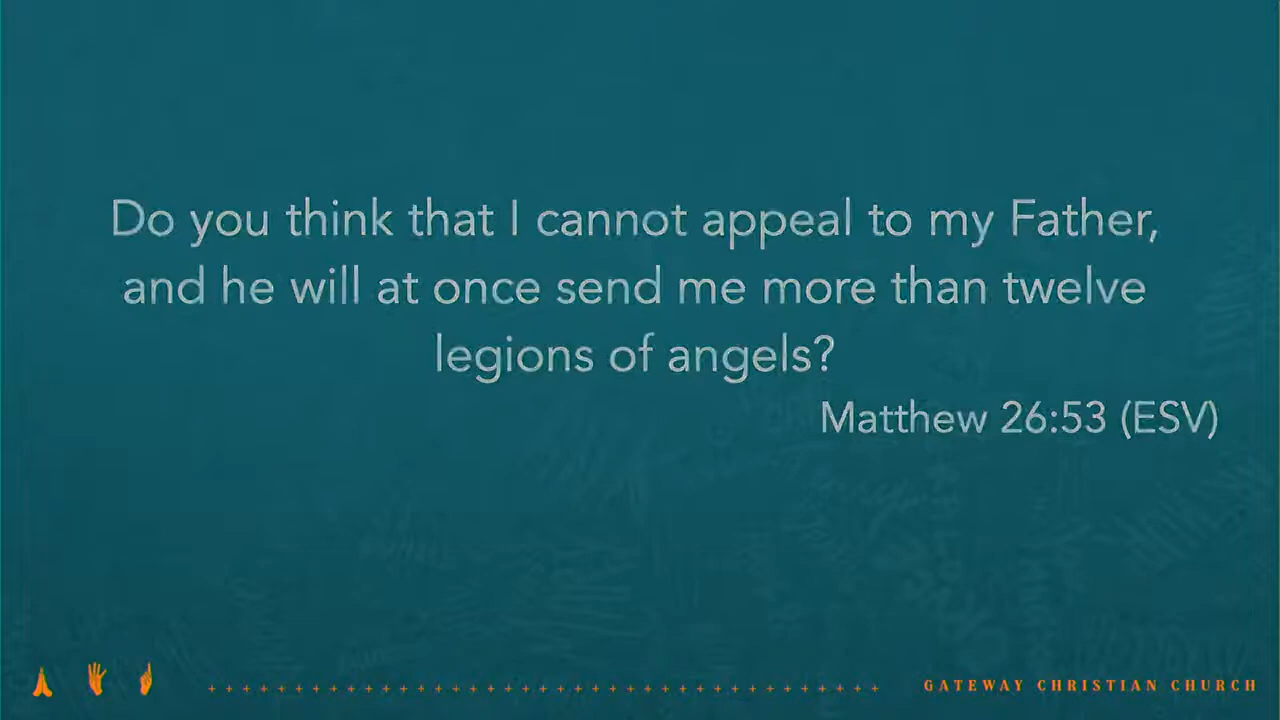 Do you think that I cannot appeal to my Father,
and he will at once send me more than twelve
legions of angels?
Matthew 26:53 (ESV)
GATEWAY CHRISTIAN CHURCH